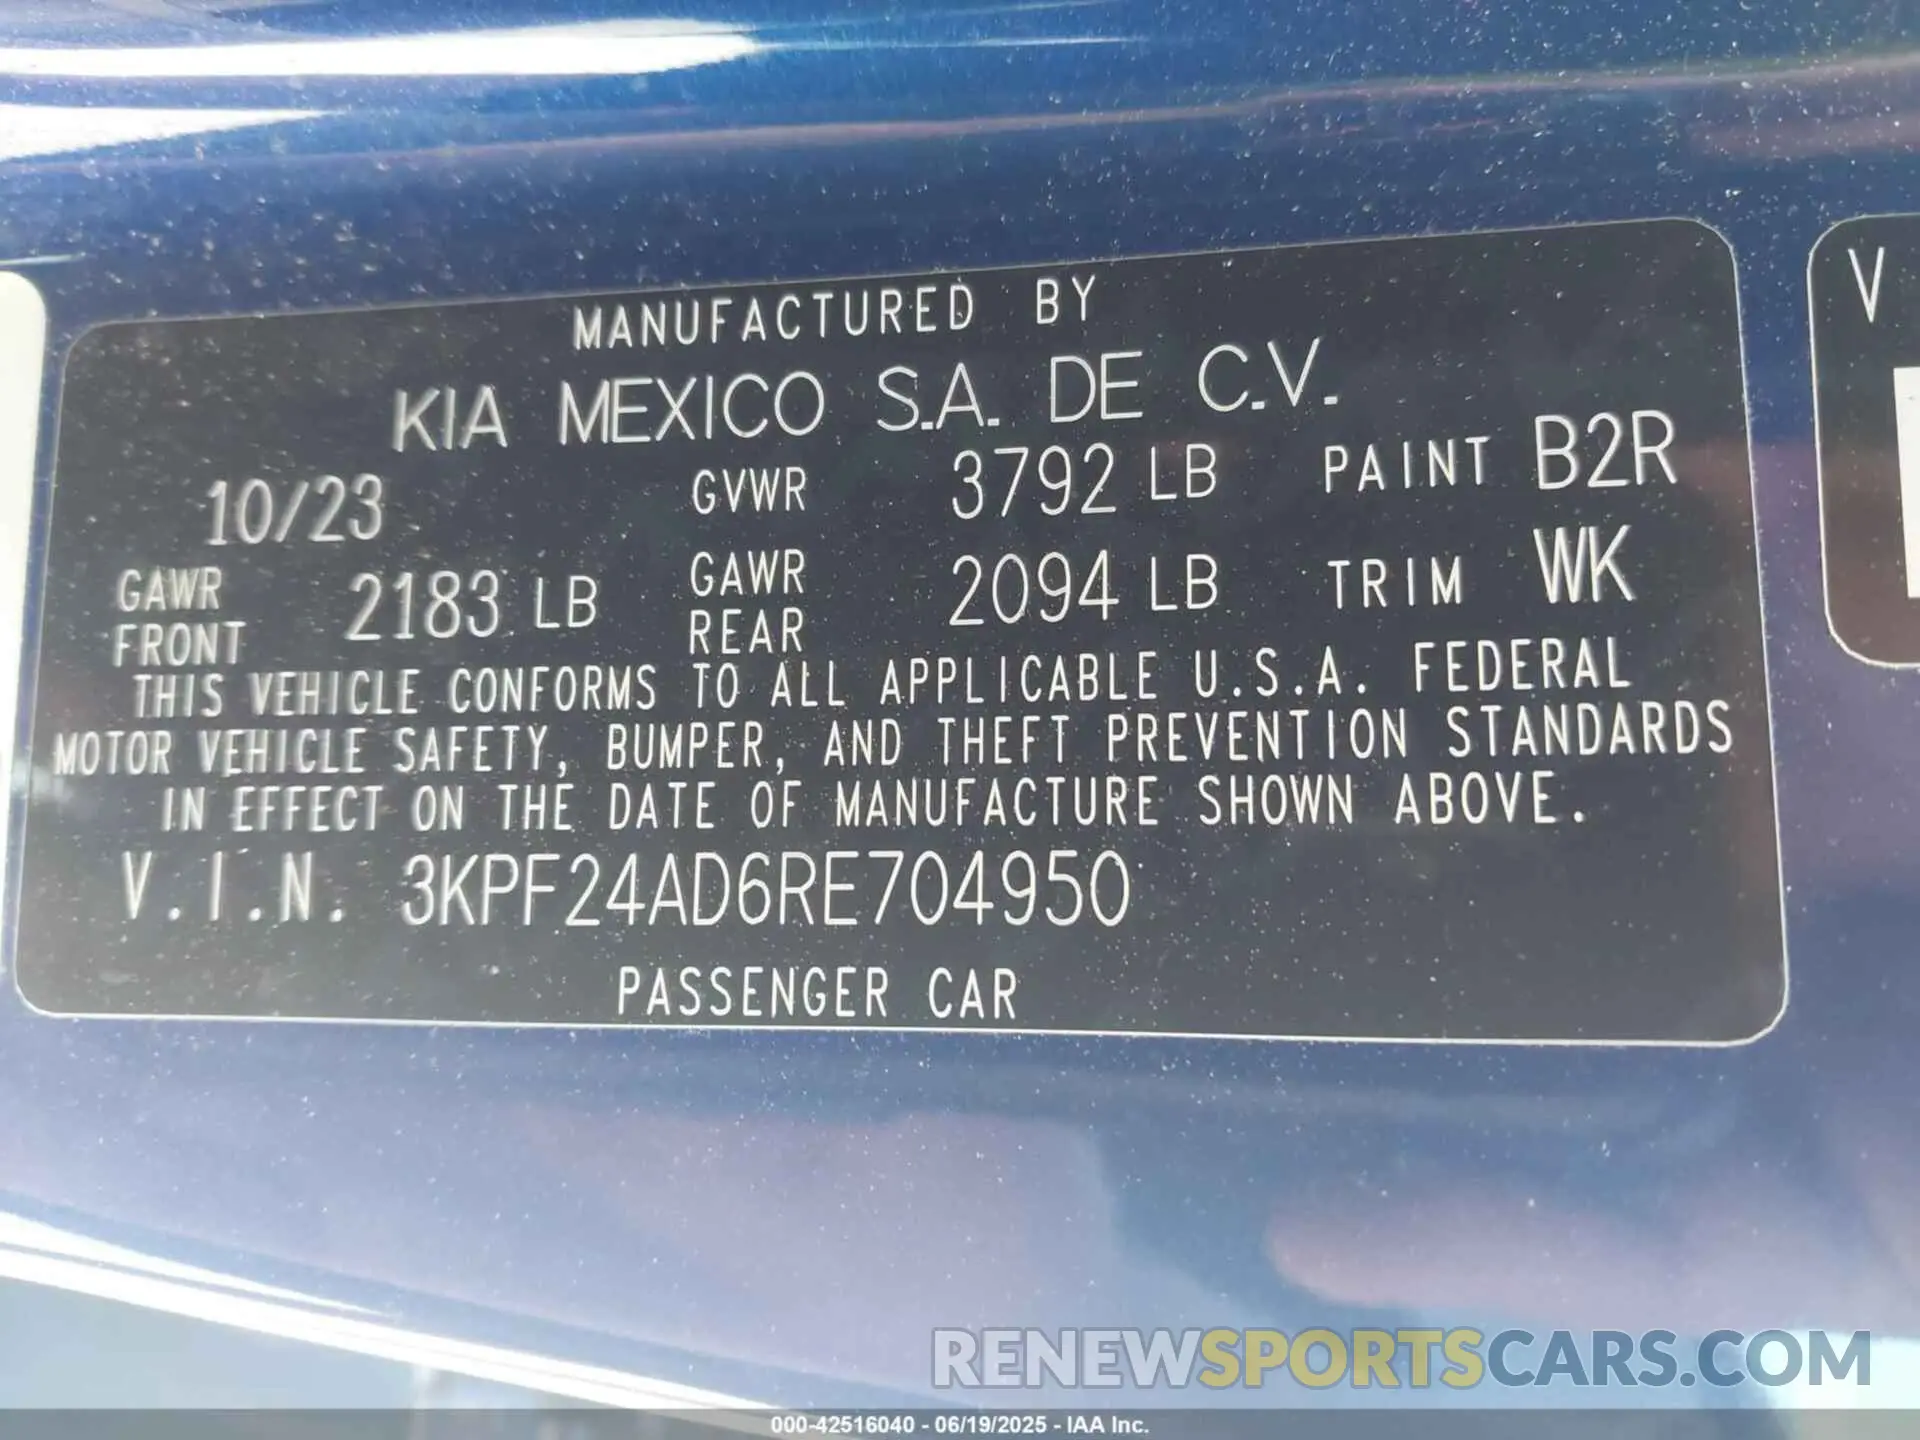 MANUFACTURED BY
KIA MEXICO S.A. DE C.V.
10/23 GVWR 3792 LB PAINT B2R
GAWR FRONT 2183 LB GAWR REAR 2094 LB TRIM WK
THIS VEHICLE CONFORMS TO ALL APPLICABLE U.S.A. FEDERAL
MOTOR VEHICLE SAFETY, BUMPER, AND THEFT PREVENTION STANDARDS
IN EFFECT ON THE DATE OF MANUFACTURE SHOWN ABOVE.
V.I.N. 3KPF24AD6RE704950
PASSENGER CAR
V
RENEWSPORTSCARS.COM
000-42516040 - 06/19/2025 - IAA Inc.